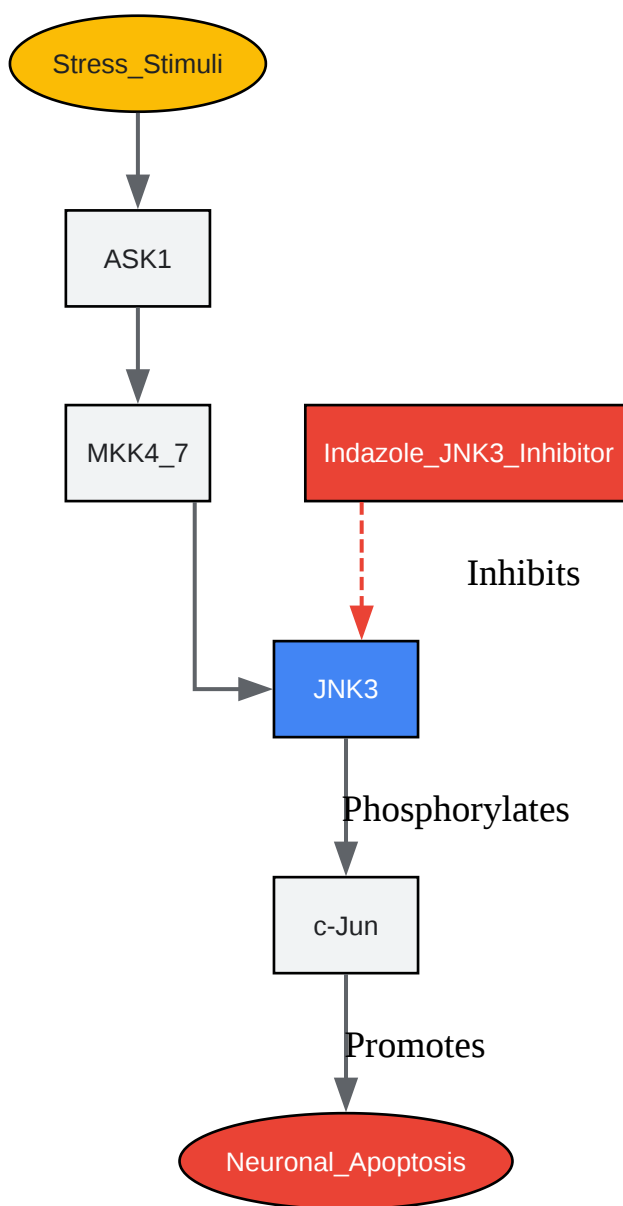 Stress_Stimuli
ASK1
MKK4_7
Indazole_JNK3_Inhibitor
Inhibits
JNK3
Phosphorylates
c-Jun
Promotes
Neuronal_Apoptosis